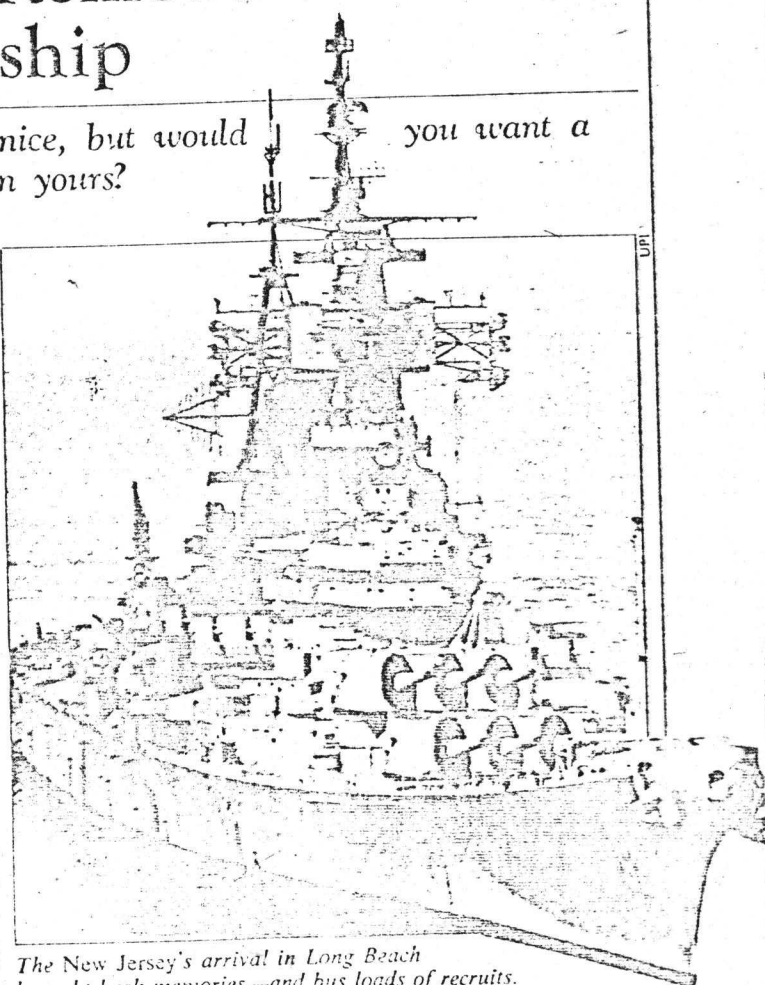 ship
nice, but would you want a
n yours?
UPI
The New Jersey's arrival in Long Beach
memories—and bus loads of recruits.